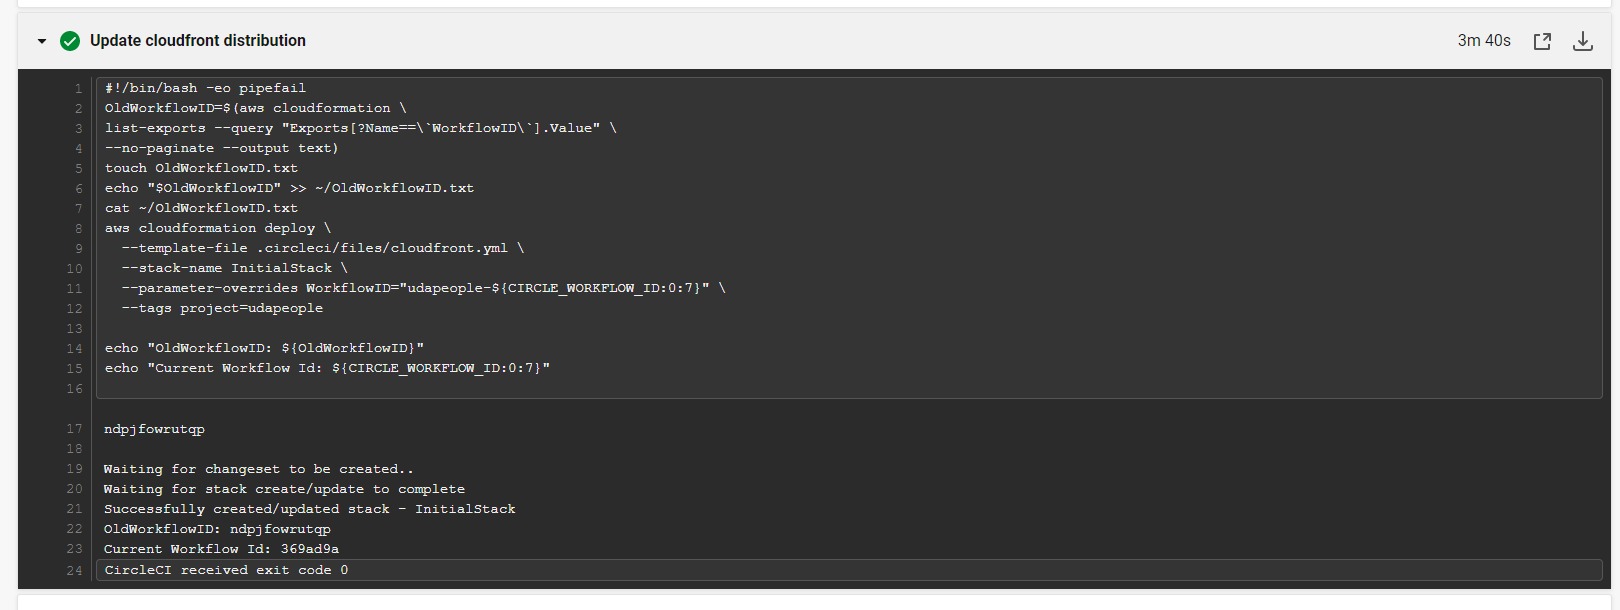 Update cloudfront distribution
3m 40s
1 #!/bin/bash -eo pipefail
2 OldWorkflowID=$(aws cloudformation \
3 list-exports --query "Exports[?Name==\`WorkflowID\`].Value" \
4 --no-paginate --output text)
5 touch OldWorkflowID.txt
6 echo "$OldWorkflowID" >> ~/OldWorkflowID.txt
7 cat ~/OldWorkflowID.txt
8 aws cloudformation deploy \
9   --template-file .circleci/files/cloudfront.yml \
10   --stack-name InitialStack \
11   --parameter-overrides WorkflowID="udapeople-${CIRCLE_WORKFLOW_ID:0:7}" \
12   --tags project=udapeople
13
14 echo "OldWorkflowID: ${OldWorkflowID}"
15 echo "Current Workflow Id: ${CIRCLE_WORKFLOW_ID:0:7}"
16
17 ndpjfowrutqp
18
19 Waiting for changeset to be created..
20 Waiting for stack create/update to complete
21 Successfully created/updated stack - InitialStack
22 OldWorkflowID: ndpjfowrutqp
23 Current Workflow Id: 369ad9a
24 CircleCI received exit code 0